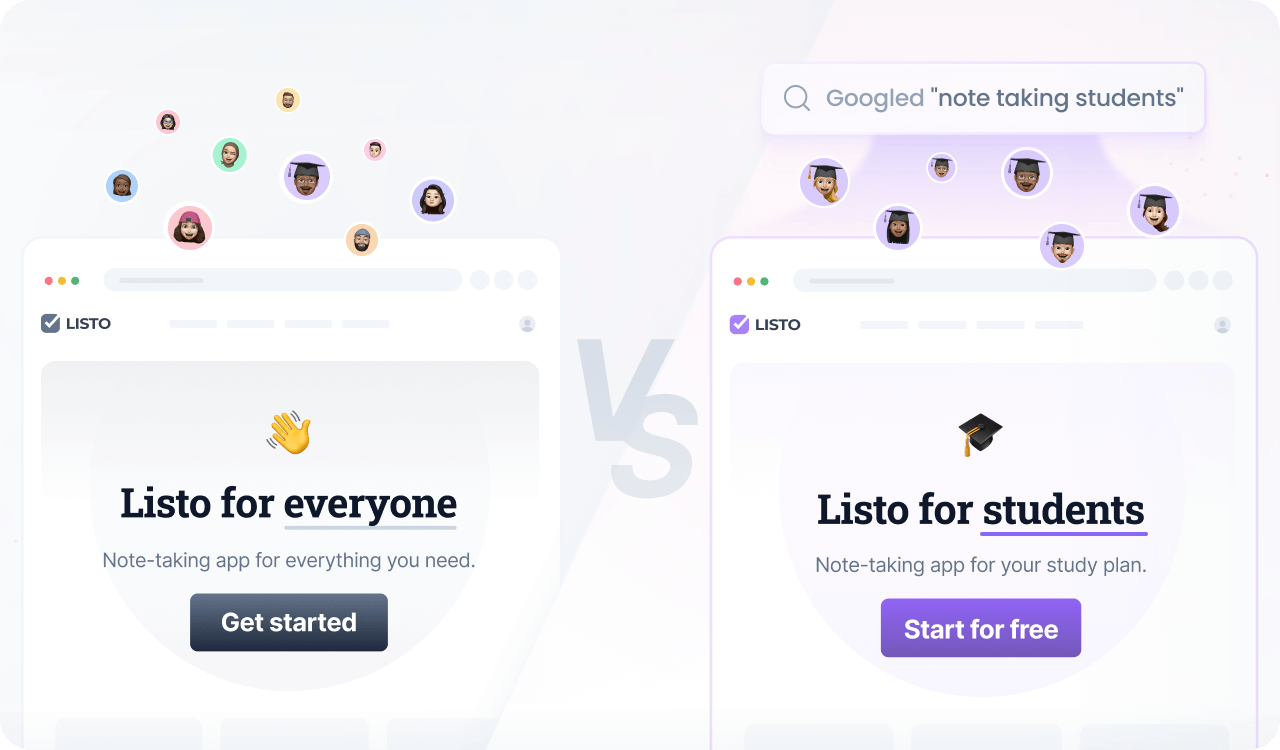 LISTO
Listo for everyone
Note-taking app for everything you need.
Get started
VS
Googled "note taking students"
LISTO
Listo for students
Note-taking app for your study plan.
Start for free